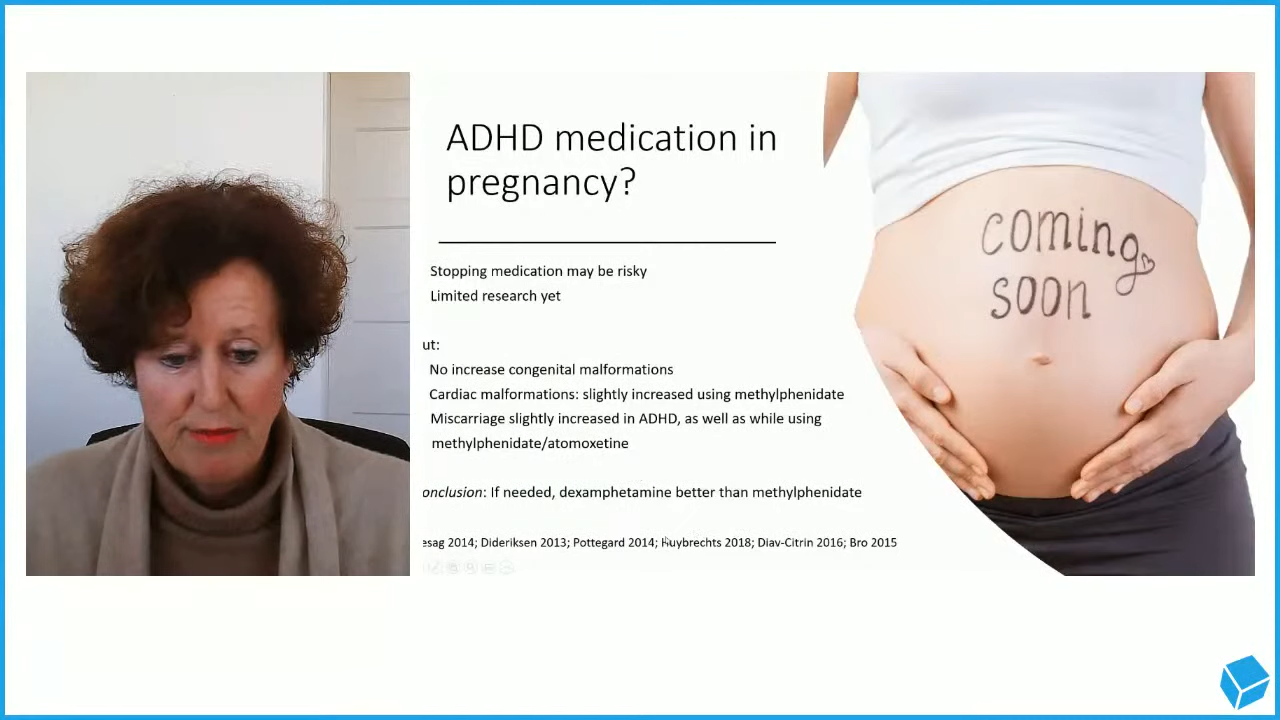 ADHD medication in
pregnancy?
Stopping medication may be risky
Limited research yet
ut:
No increase congenital malformations
Cardiac malformations: slightly increased using methylphenidate
Miscarriage slightly increased in ADHD, as well as while using
methylphenidate/atomoxetine
onclusion: If needed, dexamphetamine better than methylphenidate
esag 2014; Dideriksen 2013; Pottegard 2014; Huybrechts 2018; Diav-Citrin 2016; Bro 2015
coming
soon